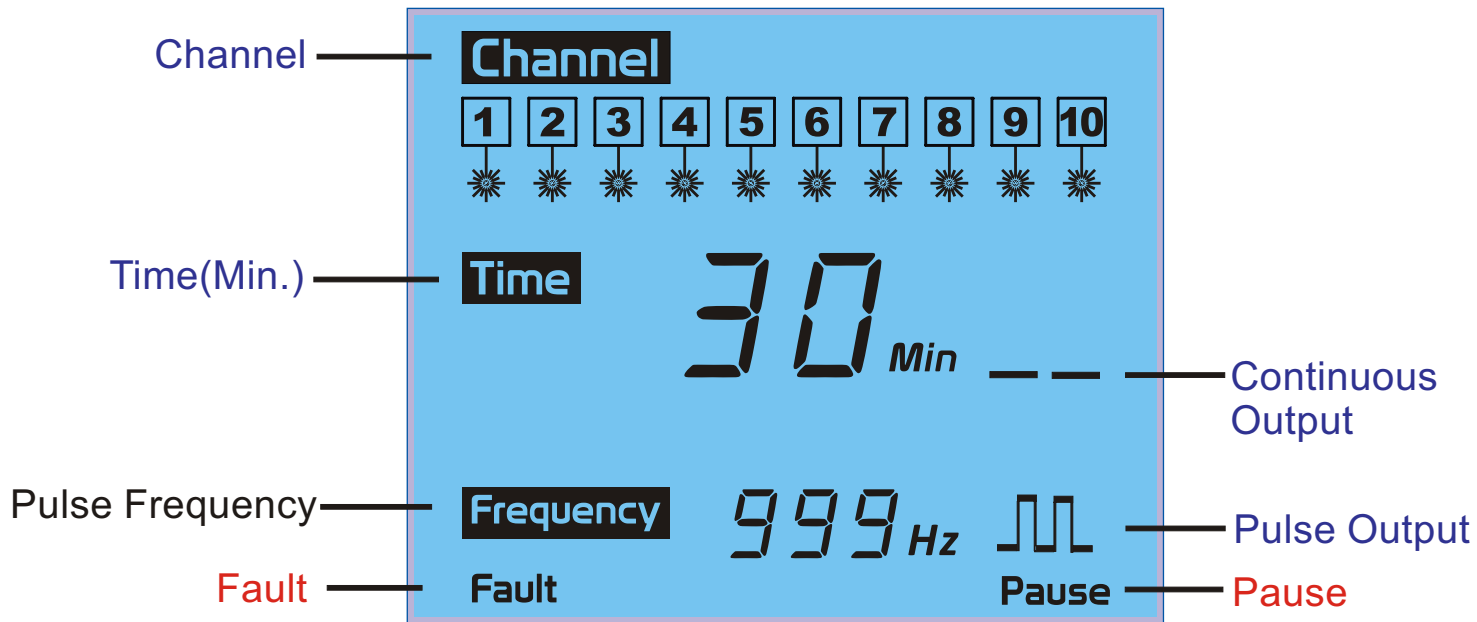 Channel Channel
1 2 3 4 5 6 7 8 9 10
Time(Min.) Time 30 Min
Continuous
Output
Pulse Frequency Frequency 999 Hz Pulse Output
Fault Fault Pause Pause